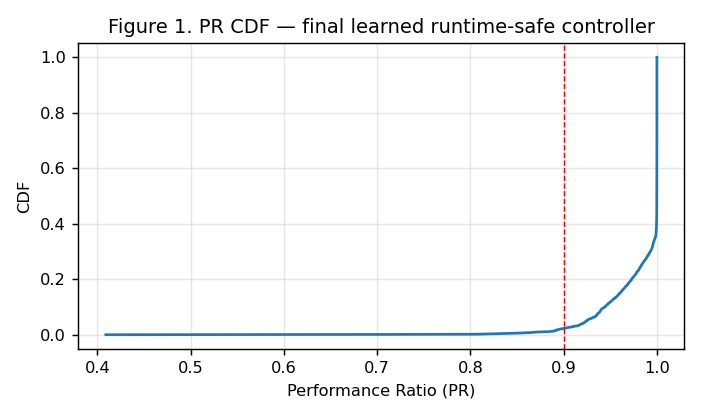 Figure 1. PR CDF — final learned runtime-safe controller
1.0
0.8
0.6
0.4
0.2
0.0
CDF
0.4 0.5 0.6 0.7 0.8 0.9 1.0
Performance Ratio (PR)